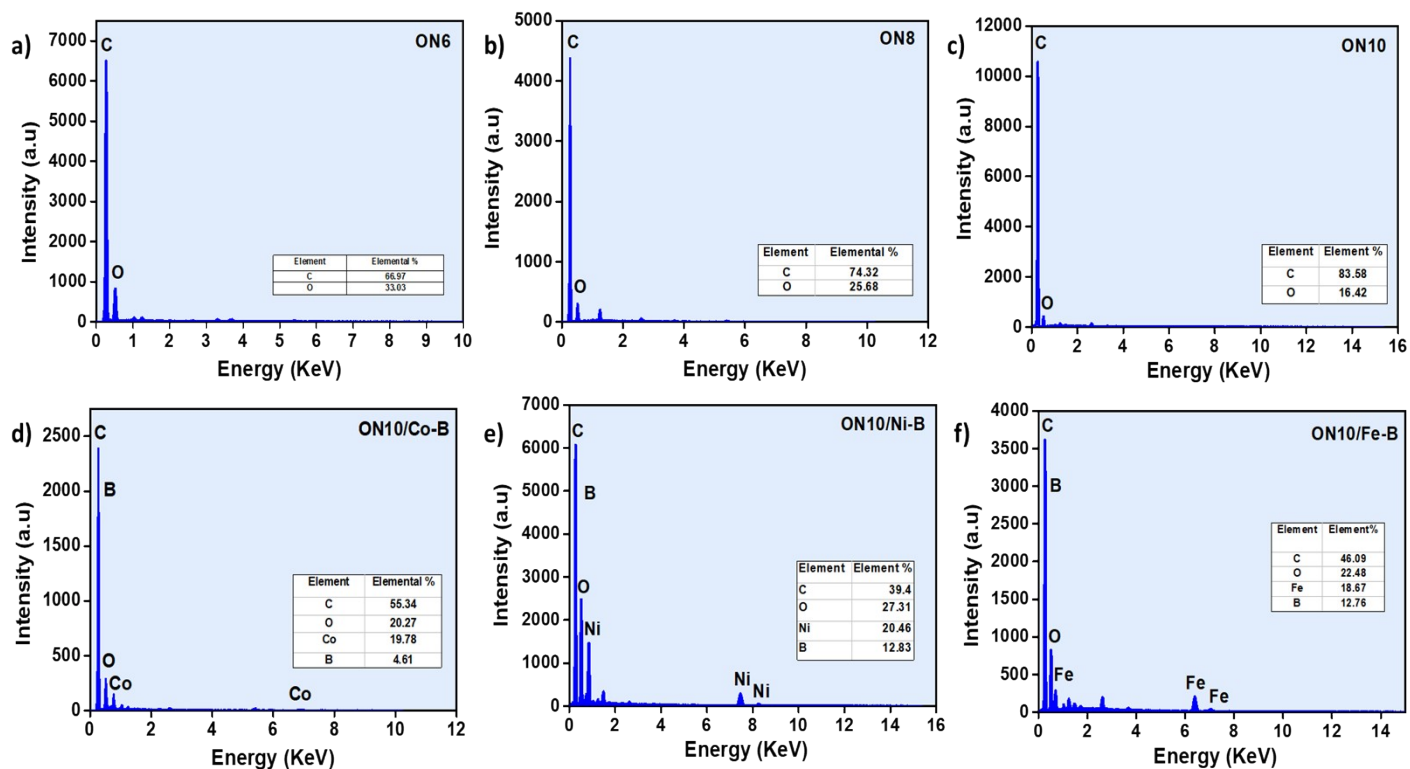 a)
ON6
7000
6000
5000
4000
3000
2000
1000
0
Intensity (a.u)
C
O
Element Elemental %
C 66.97
O 33.03
0 1 2 3 4 5 6 7 8 9 10
Energy (KeV)
b)
ON8
5000
4000
3000
2000
1000
0
Intensity (a.u)
C
O
Element Elemental %
C 74.32
O 25.68
0 2 4 6 8 10 12
Energy (KeV)
c)
ON10
12000
10000
8000
6000
4000
2000
0
Intensity (a.u)
C
O
Element Element %
C 83.58
O 16.42
0 2 4 6 8 10 12 14 16
Energy (KeV)
d)
ON10/Co-B
2500
2000
1500
1000
500
0
Intensity (a.u)
C
B
O
Co
Co
Element Elemental %
C 55.34
O 20.27
Co 19.78
B 4.61
0 2 4 6 8 10 12
Energy (KeV)
e)
ON10/Ni-B
7000
6000
5000
4000
3000
2000
1000
0
Intensity (a.u)
C
B
O
Ni
Ni
Ni
Element Element %
C 39.4
O 27.31
Ni 20.46
B 12.83
0 2 4 6 8 10 12 14 16
Energy (KeV)
f)
ON10/Fe-B
4000
3500
3000
2500
2000
1500
1000
500
0
Intensity (a.u)
C
B
O
Fe
Fe
Fe
Element Element%
C 46.09
O 22.48
Fe 18.67
B 12.76
0 2 4 6 8 10 12 14
Energy (KeV)